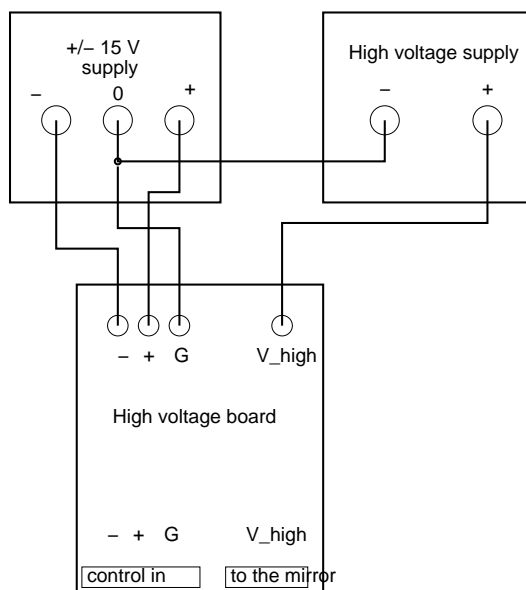 +/− 15 V
supply
− 0 +
High voltage supply
− +
− + G V_high
High voltage board
− + G V_high
control in to the mirror